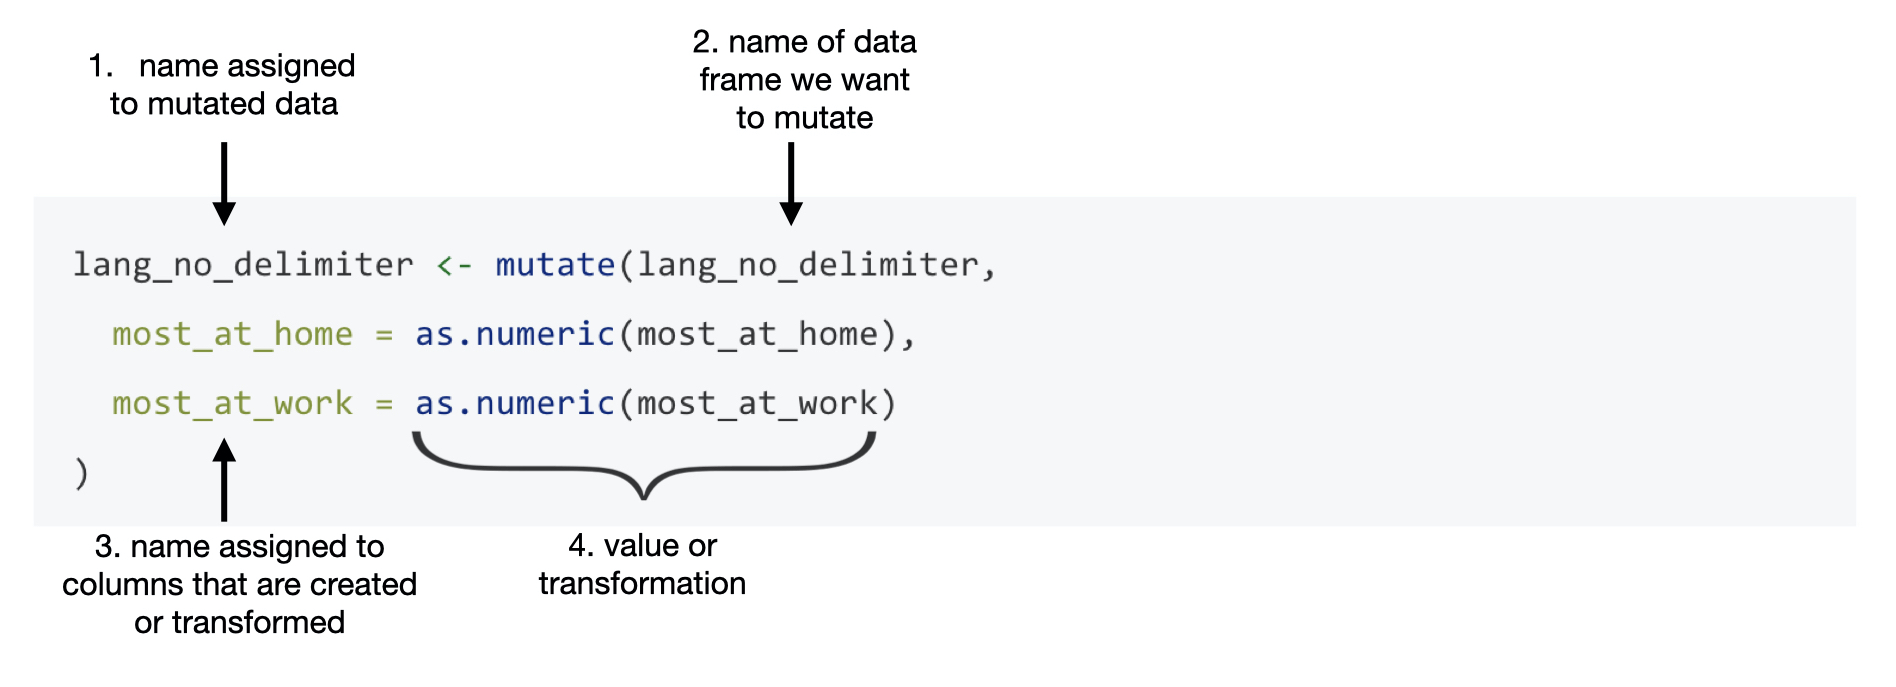 1. name assigned
to mutated data
2. name of data
frame we want
to mutate
lang_no_delimiter <- mutate(lang_no_delimiter,
  most_at_home = as.numeric(most_at_home),
  most_at_work = as.numeric(most_at_work)
)
3. name assigned to
columns that are created
or transformed
4. value or
transformation